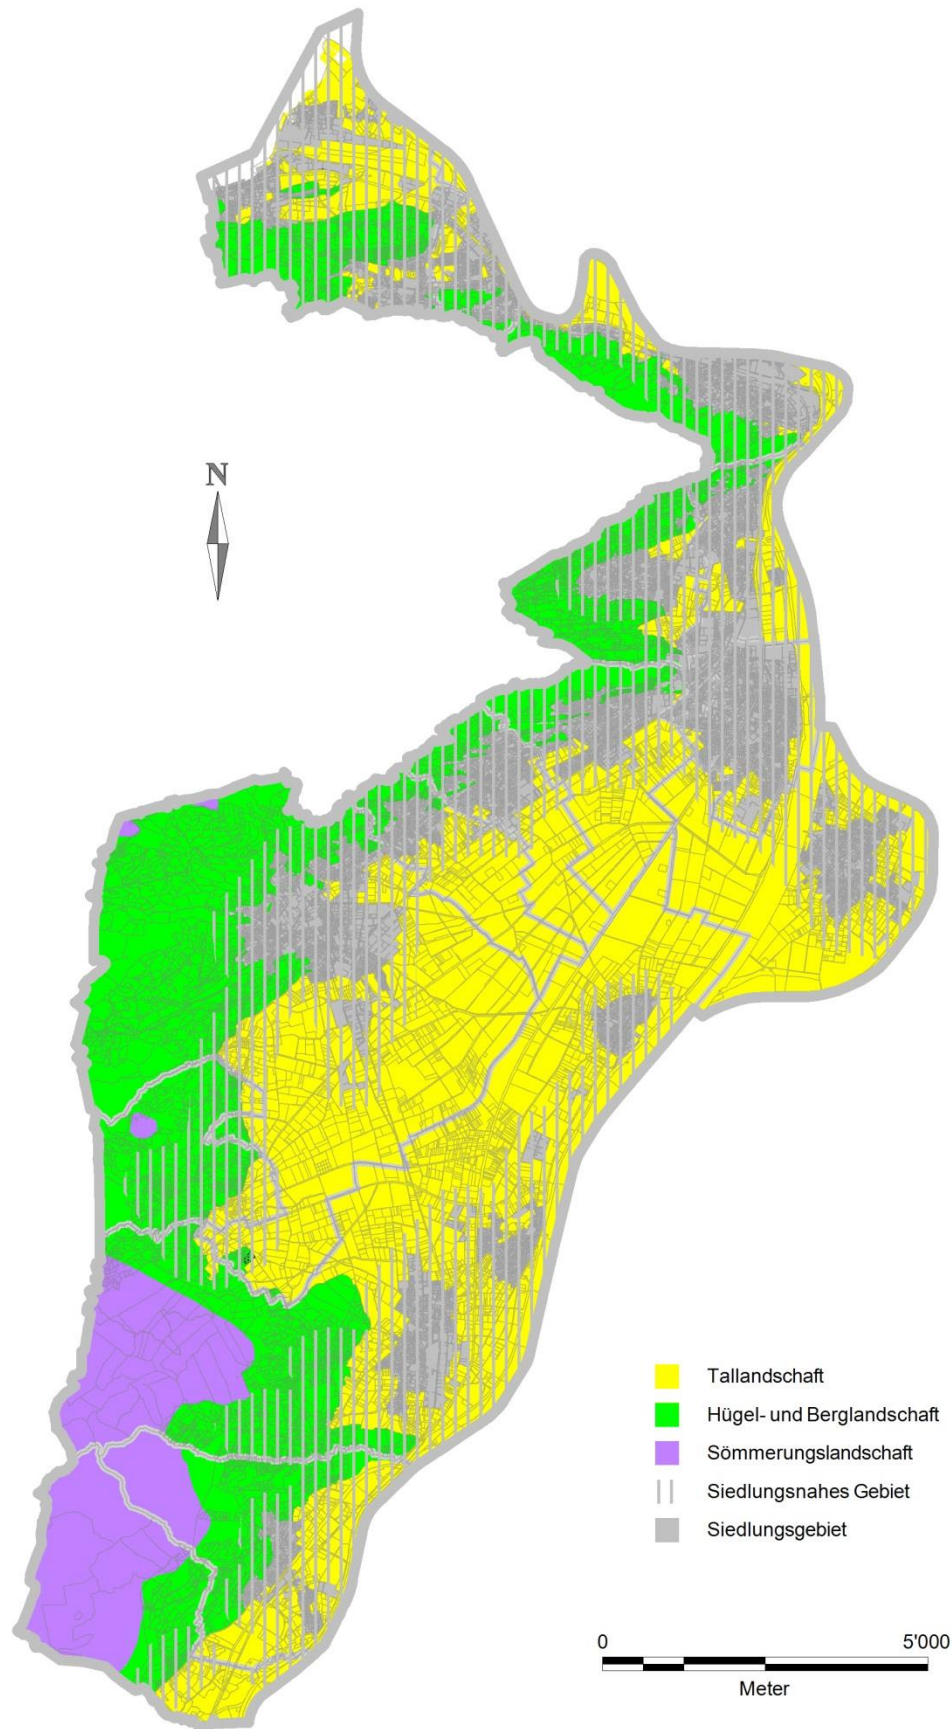 N
Tallandschaft
Hügel- und Berglandschaft
Sömmerungslandschaft
Siedlungsnahes Gebiet
Siedlungsgebiet
0 5'000
Meter